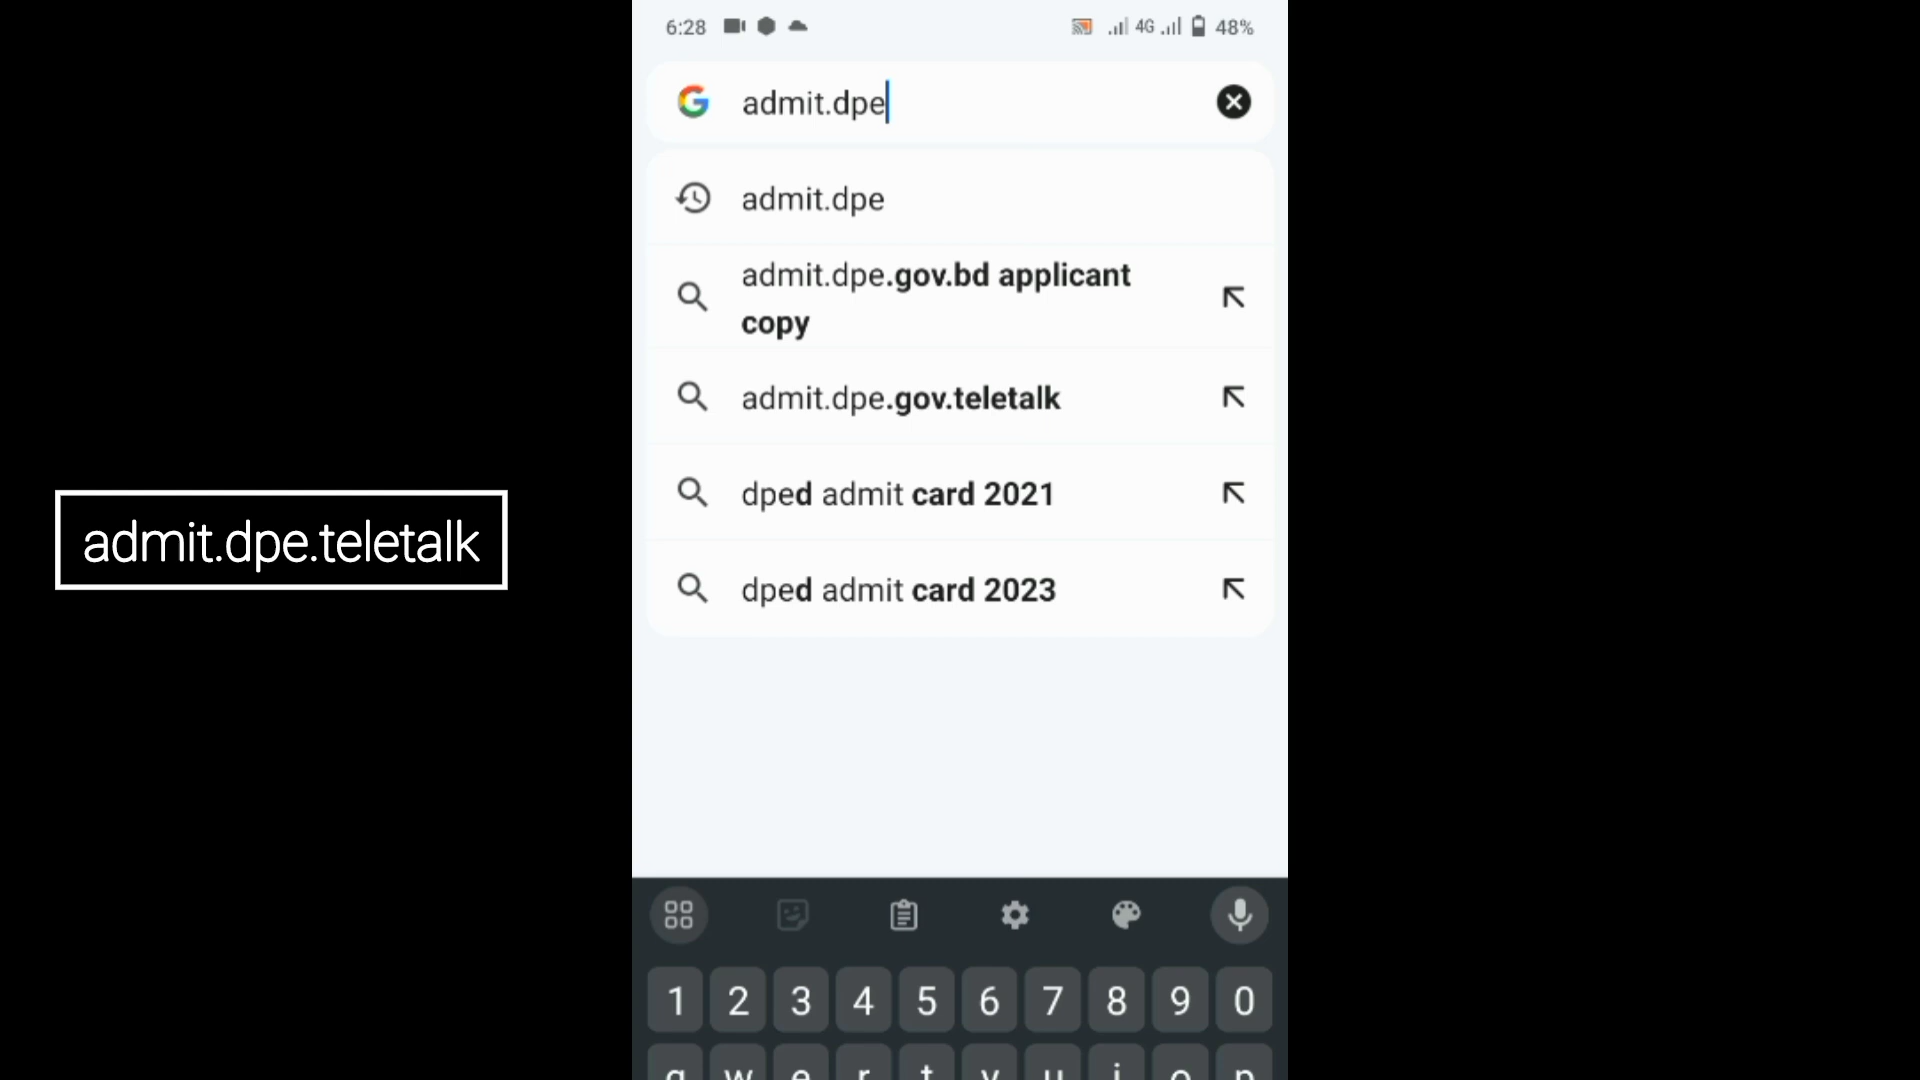 6:28
4G
48%
admit.dpe
admit.dpe
admit.dpe.gov.bd applicant
copy
admit.dpe.gov.teletalk
dped admit card 2021
dped admit card 2023
admit.dpe.teletalk
1 2 3 4 5 6 7 8 9 0
q w e r t y u i o p